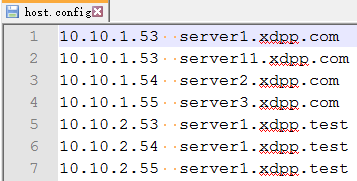 host.config
1 10.10.1.53 server1.xdpp.com
2 10.10.1.53 server11.xdpp.com
3 10.10.1.54 server2.xdpp.com
4 10.10.1.55 server3.xdpp.com
5 10.10.2.53 server1.xdpp.test
6 10.10.2.54 server1.xdpp.test
7 10.10.2.55 server1.xdpp.test